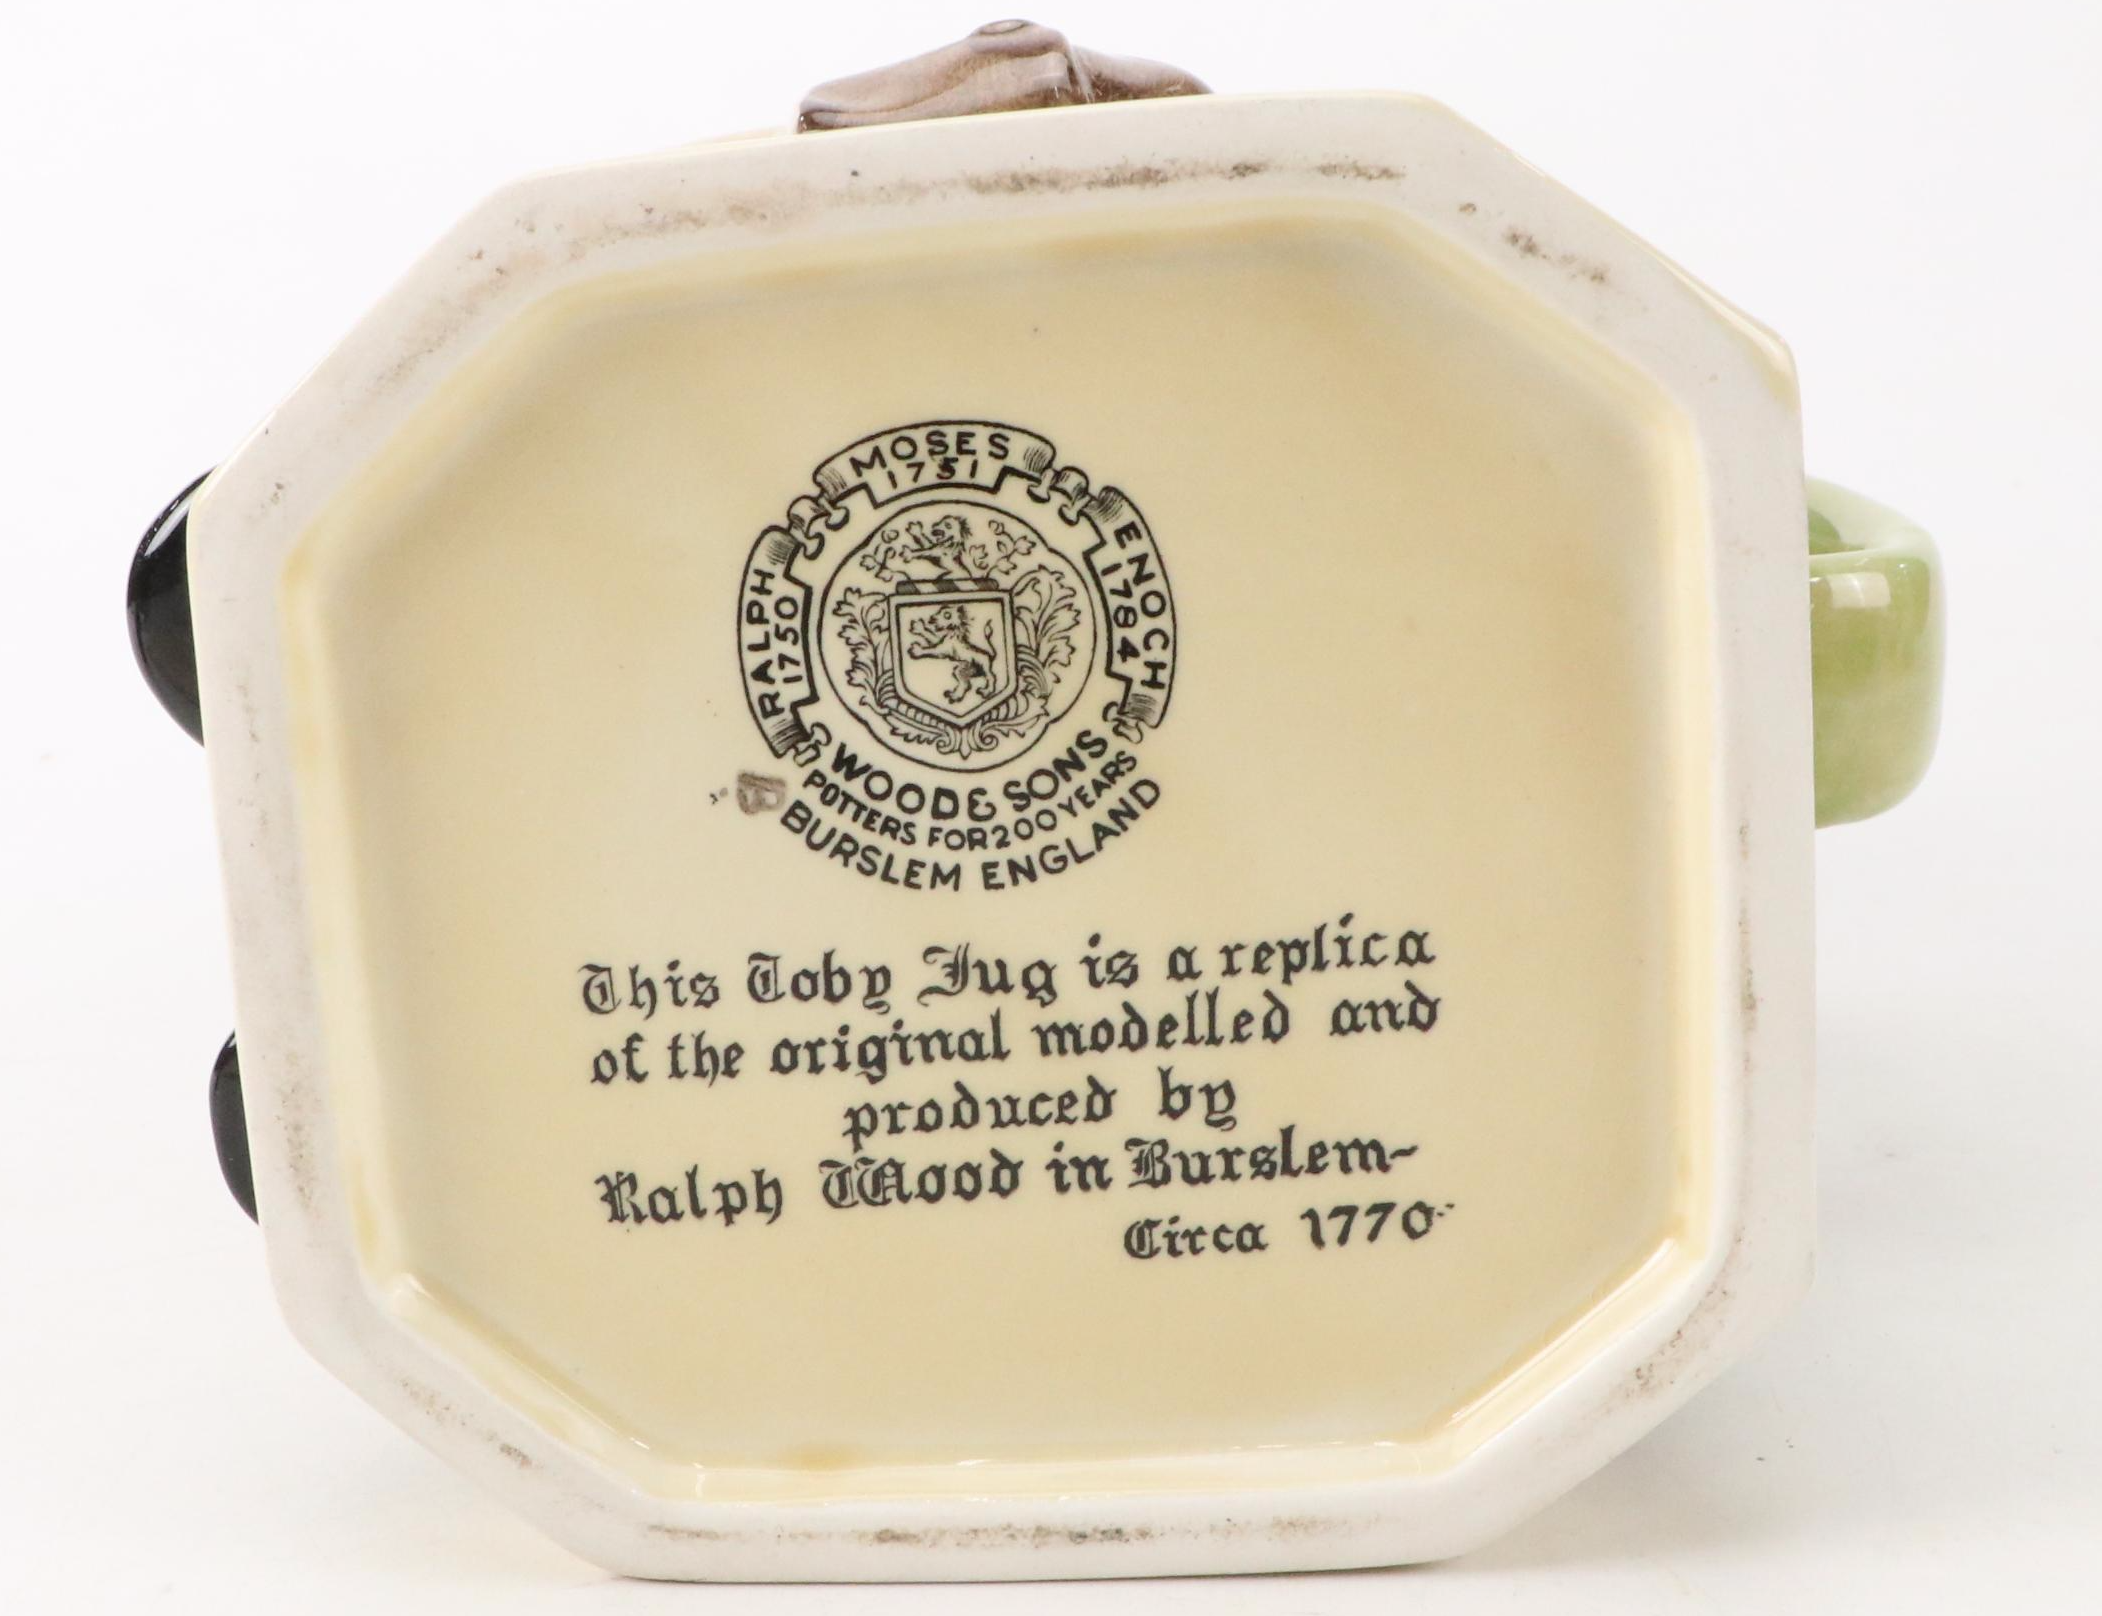 RALPH
1750
MOSES
1751
ENOCH
1784
WOOD & SONS
POTTERS FOR 200 YEARS
BURSLEM ENGLAND
This Toby Jug is a replica
of the original modelled and
produced by
Ralph Wood in Burslem-
Circa 1770